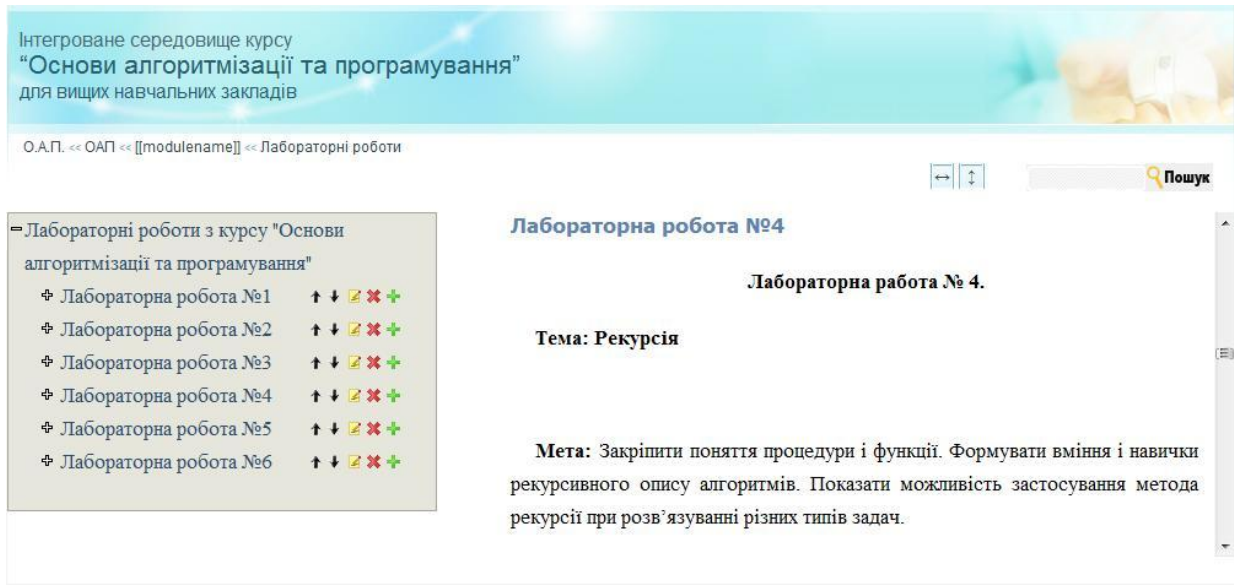 Інтегроване середовище курсу
“Основи алгоритмізації та програмування”
для вищих навчальних закладів
О.А.П. << ОАП << [[modulename]] << Лабораторні роботи
Пошук
Лабораторні роботи з курсу "Основи
алгоритмізації та програмування"
Лабораторна робота №1
Лабораторна робота №2
Лабораторна робота №3
Лабораторна робота №4
Лабораторна робота №5
Лабораторна робота №6
Лабораторна робота №4
Лабораторна работа № 4.
Тема: Рекурсія
Мета: Закріпити поняття процедури і функції. Формувати вміння і навички
рекурсивного опису алгоритмів. Показати можливість застосування метода
рекурсії при розв’язуванні різних типів задач.